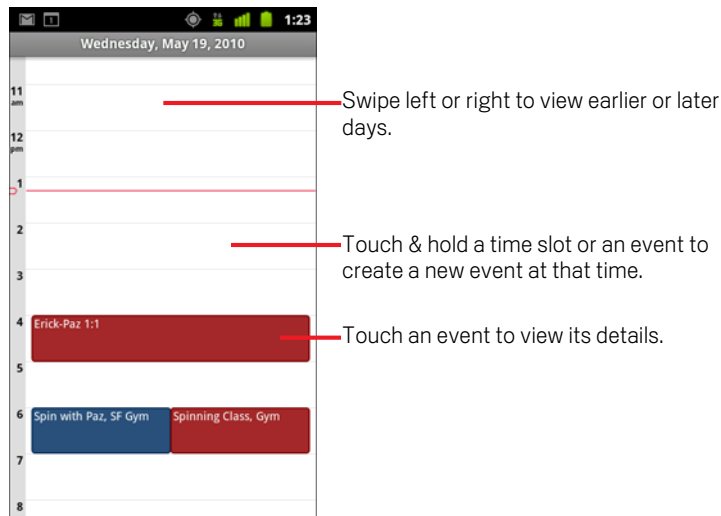 1
3G
1:23
Wednesday, May 19, 2010
11
am
Swipe left or right to view earlier or later
days.
12
pm
1
2
Touch & hold a time slot or an event to
create a new event at that time.
3
4
Erick-Paz 1:1
Touch an event to view its details.
5
6
Spin with Paz, SF Gym
Spinning Class, Gym
7
8